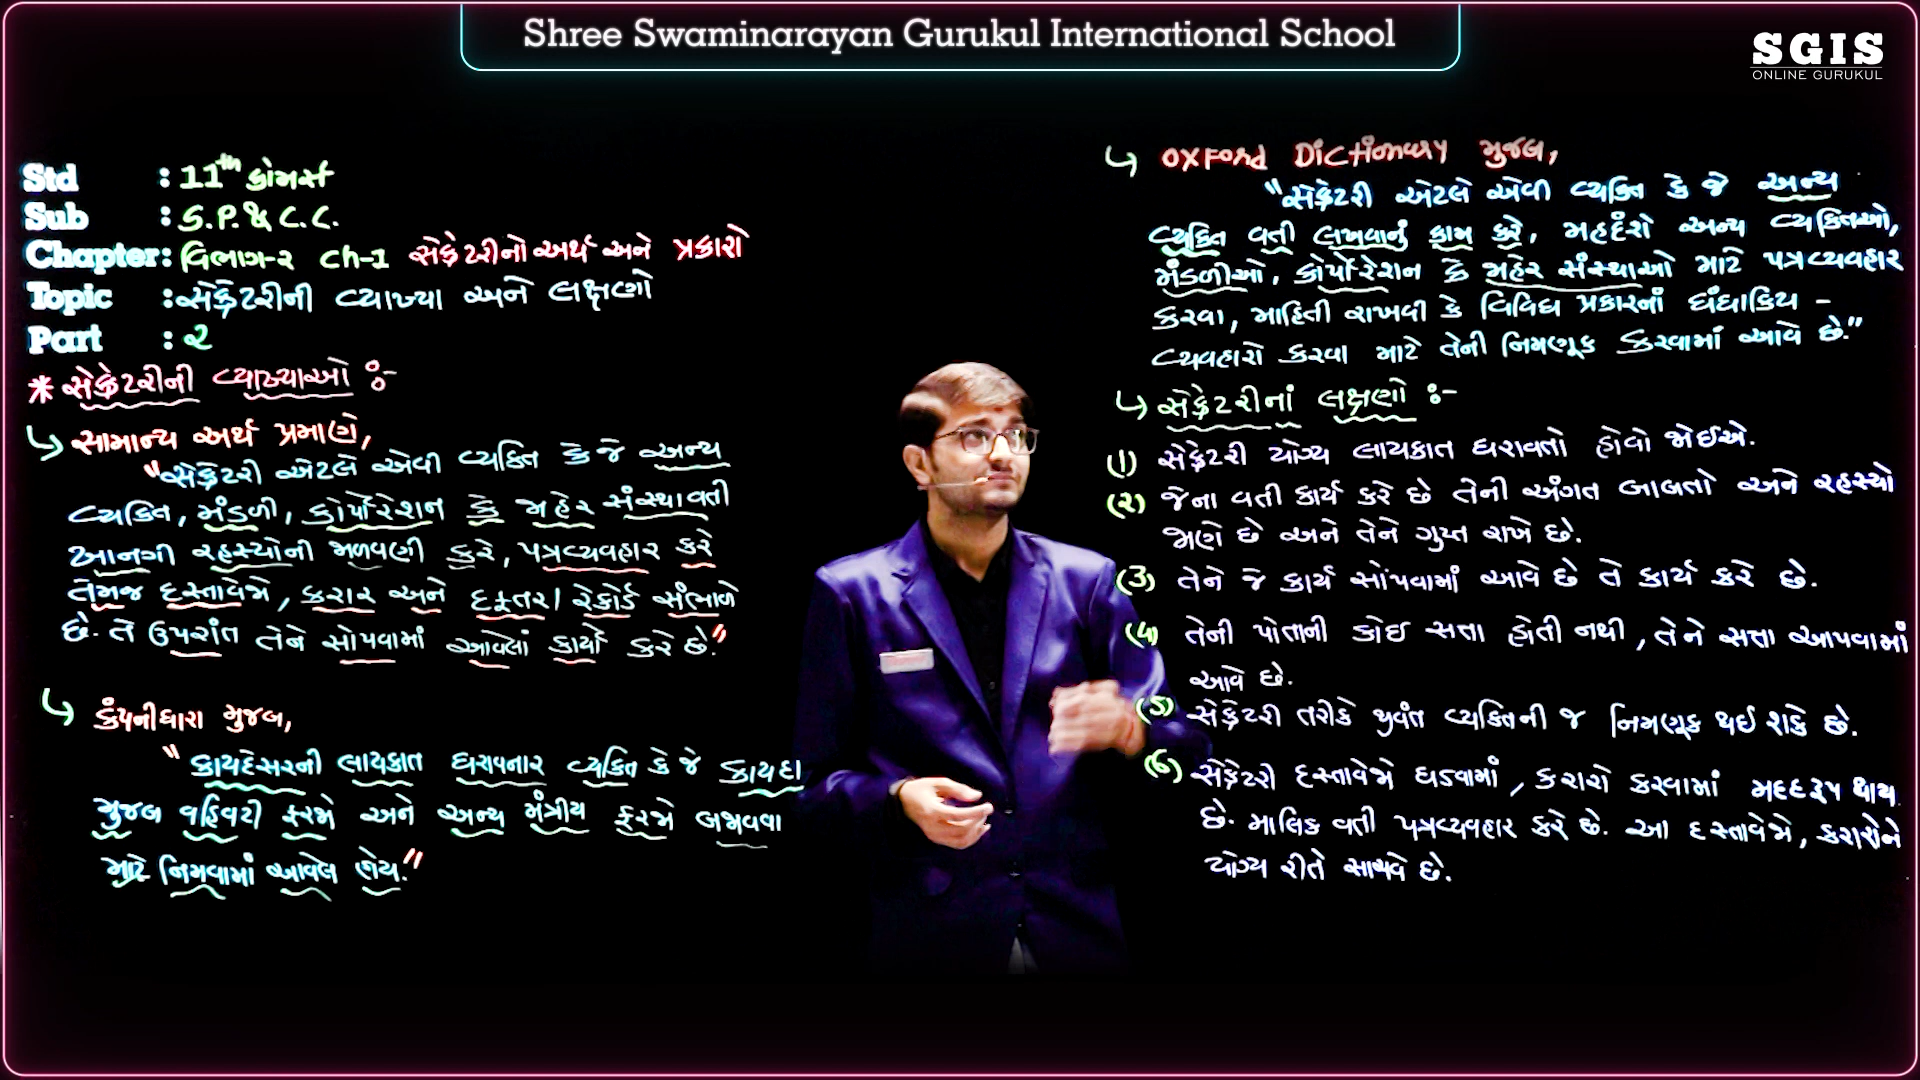 Shree Swaminarayan Gurukul International School
SGIS
ONLINE GURUKUL
Std : 11th કોમર્સ
Sub : S.P. & C.C.
Chapter: વિભાગ-૨ Ch-1 સેક્રેટરીનો અર્થ અને પ્રકારો
Topic : સેક્રેટરીની વ્યાખ્યા અને લક્ષણો
Part : ૨
* સેક્રેટરીની વ્યાખ્યાઓ :-
↳ સામાન્ય અર્થ પ્રમાણે,
"સેક્રેટરી એટલે એવી વ્યક્તિ કે જે અન્ય
વ્યક્તિ, મંડળી, કોર્પોરેશન કે જાહેર સંસ્થા વતી
ખાનગી રહસ્યોની જાળવણી કરે, પત્રવ્યવહાર કરે
તેમજ દસ્તાવેજો, કરાર અને દફતર/રેકોર્ડ સંભાળે
છે. તે ઉપરાંત તેને સોંપવામાં આવેલાં કાર્યો કરે છે."
↳ કંપનીધારા મુજબ,
"કાયદેસરની લાયકાત ધરાવનાર વ્યક્તિ કે જે કાયદા
મુજબ વહિવટી ફરજો અને અન્ય મંત્રીય ફરજો બજાવવા
માટે નિમવામાં આવેલ હોય."
↳ Oxford Dictionary મુજબ,
"સેક્રેટરી એટલે એવી વ્યક્તિ કે જે અન્ય
વ્યક્તિ વતી લખવાનું કામ કરે, મહદંશે અન્ય વ્યક્તિઓ,
મંડળીઓ, કોર્પોરેશન કે જાહેર સંસ્થાઓ માટે પત્રવ્યવહાર
કરવા, માહિતી રાખવી કે વિવિધ પ્રકારનાં ધંધાકિય -
વ્યવહારો કરવા માટે તેની નિમણૂક કરવામાં આવે છે."
↳ સેક્રેટરીનાં લક્ષણો :-
(1) સેક્રેટરી યોગ્ય લાયકાત ધરાવતો હોવો જોઈએ.
(૨) જેના વતી કાર્ય કરે છે તેની અંગત બાબતો અને રહસ્યો
જાણે છે અને તેને ગુપ્ત રાખે છે.
(3) તેને જે કાર્ય સોંપવામાં આવે છે તે કાર્ય કરે છે.
(4) તેની પોતાની કોઈ સત્તા હોતી નથી, તેને સત્તા આપવામાં
આવે છે.
(5) સેક્રેટરી તરીકે જીવંત વ્યક્તિની જ નિમણૂક થઈ શકે છે.
(6) સેક્રેટરી દસ્તાવેજો ઘડવામાં, કરારો કરવામાં મદદરૂપ થાય
છે. માલિક વતી પત્રવ્યવહાર કરે છે. આ દસ્તાવેજો, કરારોને
યોગ્ય રીતે સાચવે છે.